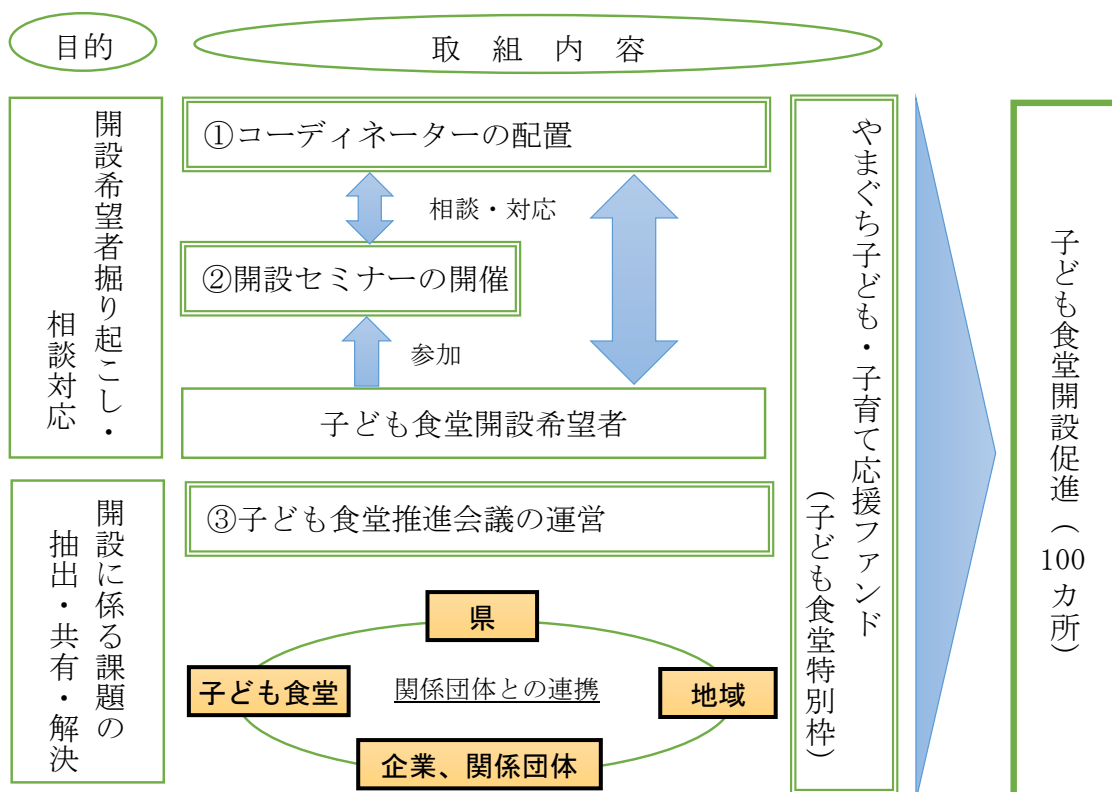 目的
取組内容
開設希望者掘り起こし・
相談対応
①コーディネーターの配置
相談・対応
②開設セミナーの開催
参加
子ども食堂開設希望者
開設に係る課題の
抽出・共有・解決
③子ども食堂推進会議の運営
県
子ども食堂
関係団体との連携
地域
企業、関係団体
やまぐち子ども・子育て応援ファンド
(子ども食堂特別枠)
子ども食堂開設促進(100カ所)